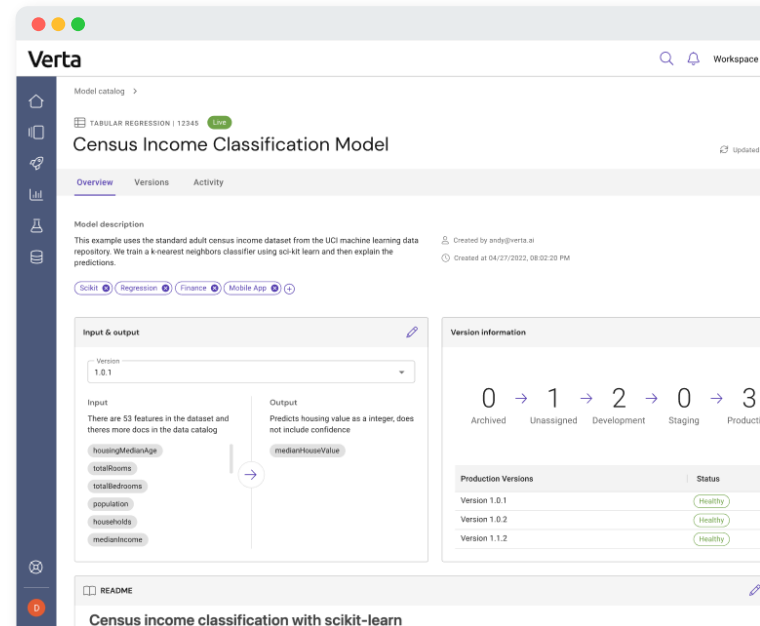 Verta
Workspace
Model catalog
TABULAR REGRESSION | 12345 Live
Census Income Classification Model
Updated
Overview Versions Activity
Model description
This example uses the standard adult census income dataset from the UCI machine learning data
repository. We train a k-nearest neighbors classifier using sci-kit learn and then explain the
predictions.
Created by andy@verta.ai
Created at 04/27/2022, 08:02:20 PM
Scikit Regression Finance Mobile App
Input & output
Version
1.0.1
Input
There are 53 features in the dataset and
theres more docs in the data catalog
housingMedianAge
totalRooms
totalBedrooms
population
households
medianIncome
Output
Predicts housing value as a integer, does
not include confidence
medianHouseValue
Version information
0 1 2 0 3
Archived Unassigned Development Staging Producti
Production Versions Status
Version 1.0.1 Healthy
Version 1.0.2 Healthy
Version 1.1.2 Healthy
README
Census income classification with scikit-learn
D